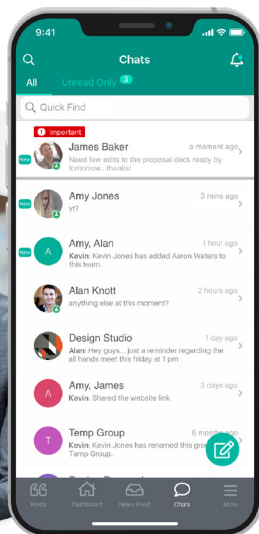 9:41
Chats
All
Unread Only 3
Quick Find
Important
James Baker
a moment ago
New
Need few edits to the proposal deck ready by
tomorrow.. thanks!
Amy Jones
3 mins ago
New
yt?
Amy, Alan
1 hour ago
New
A
Kevin: Kevin Jones has added Aaron Waters to
this team.
Alan Knott
2 hours ago
anything else at this moment?
Design Studio
1 day ago
Alan: Hey guys... just a reminder regarding the
all hands meet this friday at 1 pm
Amy, James
3 days ago
A
Kevin: Shared the website link
Temp Group
6 months
T
Kevin: Kevin Jones has renamed this
Temp Group.
Posts
Dashboard
News Feed
Chats
More